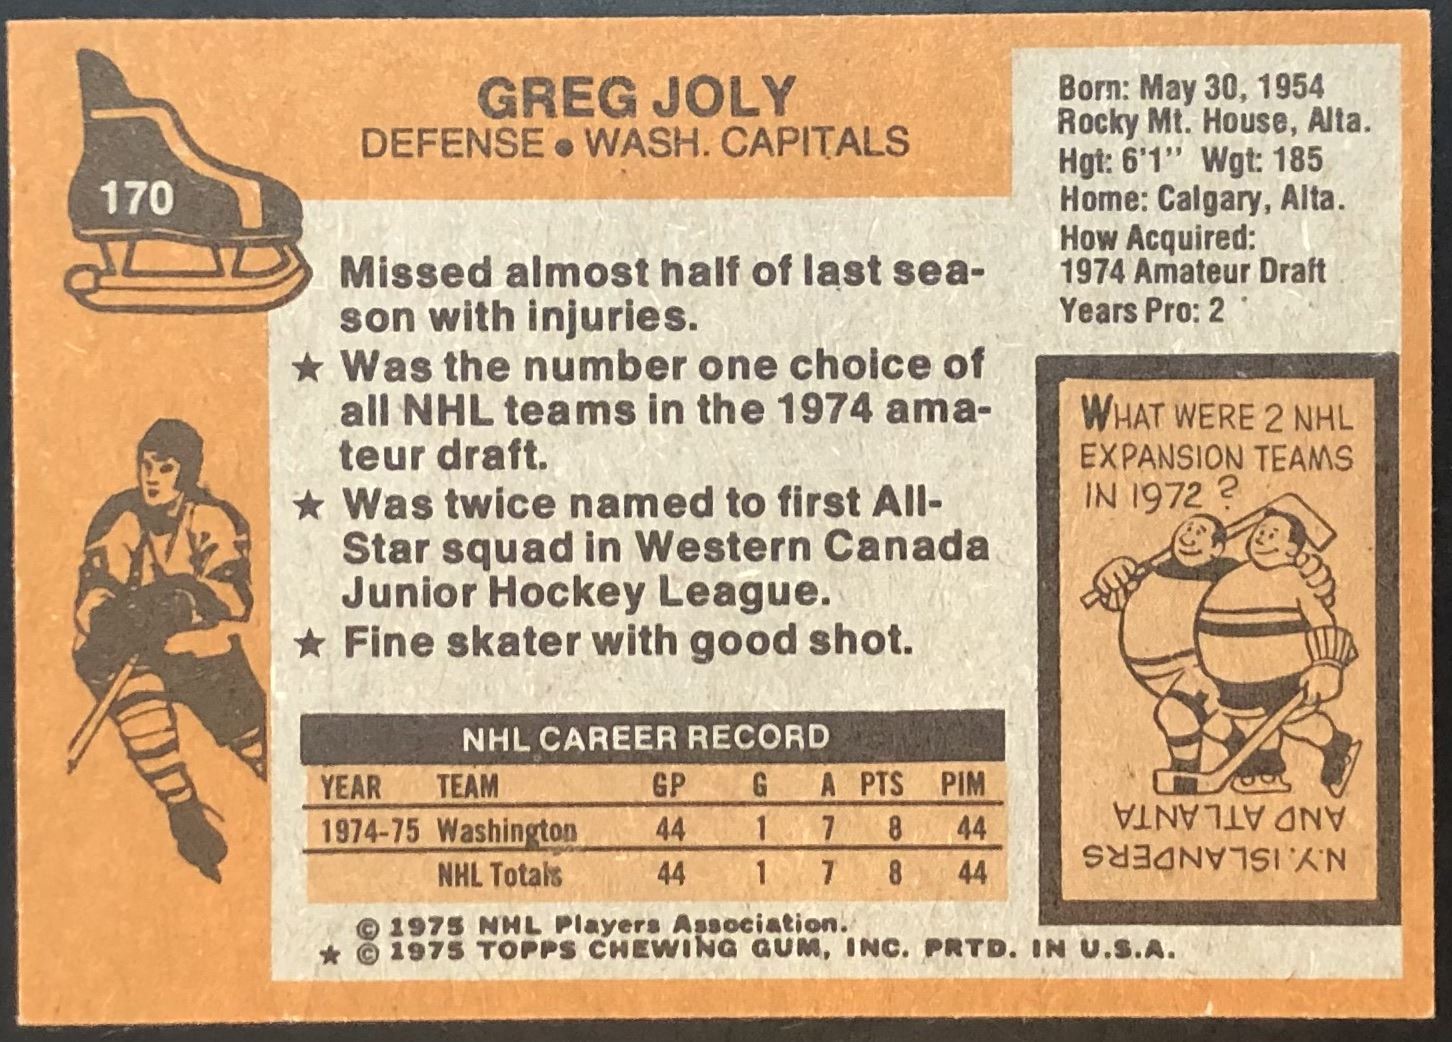 170
GREG JOLY
DEFENSE • WASH. CAPITALS
Born: May 30, 1954
Rocky Mt. House, Alta.
Hgt: 6'1" Wgt: 185
Home: Calgary, Alta.
How Acquired:
1974 Amateur Draft
Years Pro: 2
Missed almost half of last sea-
son with injuries.
★ Was the number one choice of
all NHL teams in the 1974 ama-
teur draft.
★ Was twice named to first All-
Star squad in Western Canada
Junior Hockey League.
★ Fine skater with good shot.
WHAT WERE 2 NHL
EXPANSION TEAMS
IN 1972?
N.Y. ISLANDERS
AND ATLANTA
NHL CAREER RECORD
YEAR TEAM GP G A PTS PIM
1974-75 Washington 44 1 7 8 44
NHL Totals 44 1 7 8 44
© 1975 NHL Players Association.
★ © 1975 TOPPS CHEWING GUM, INC. PRTD. IN U.S.A.